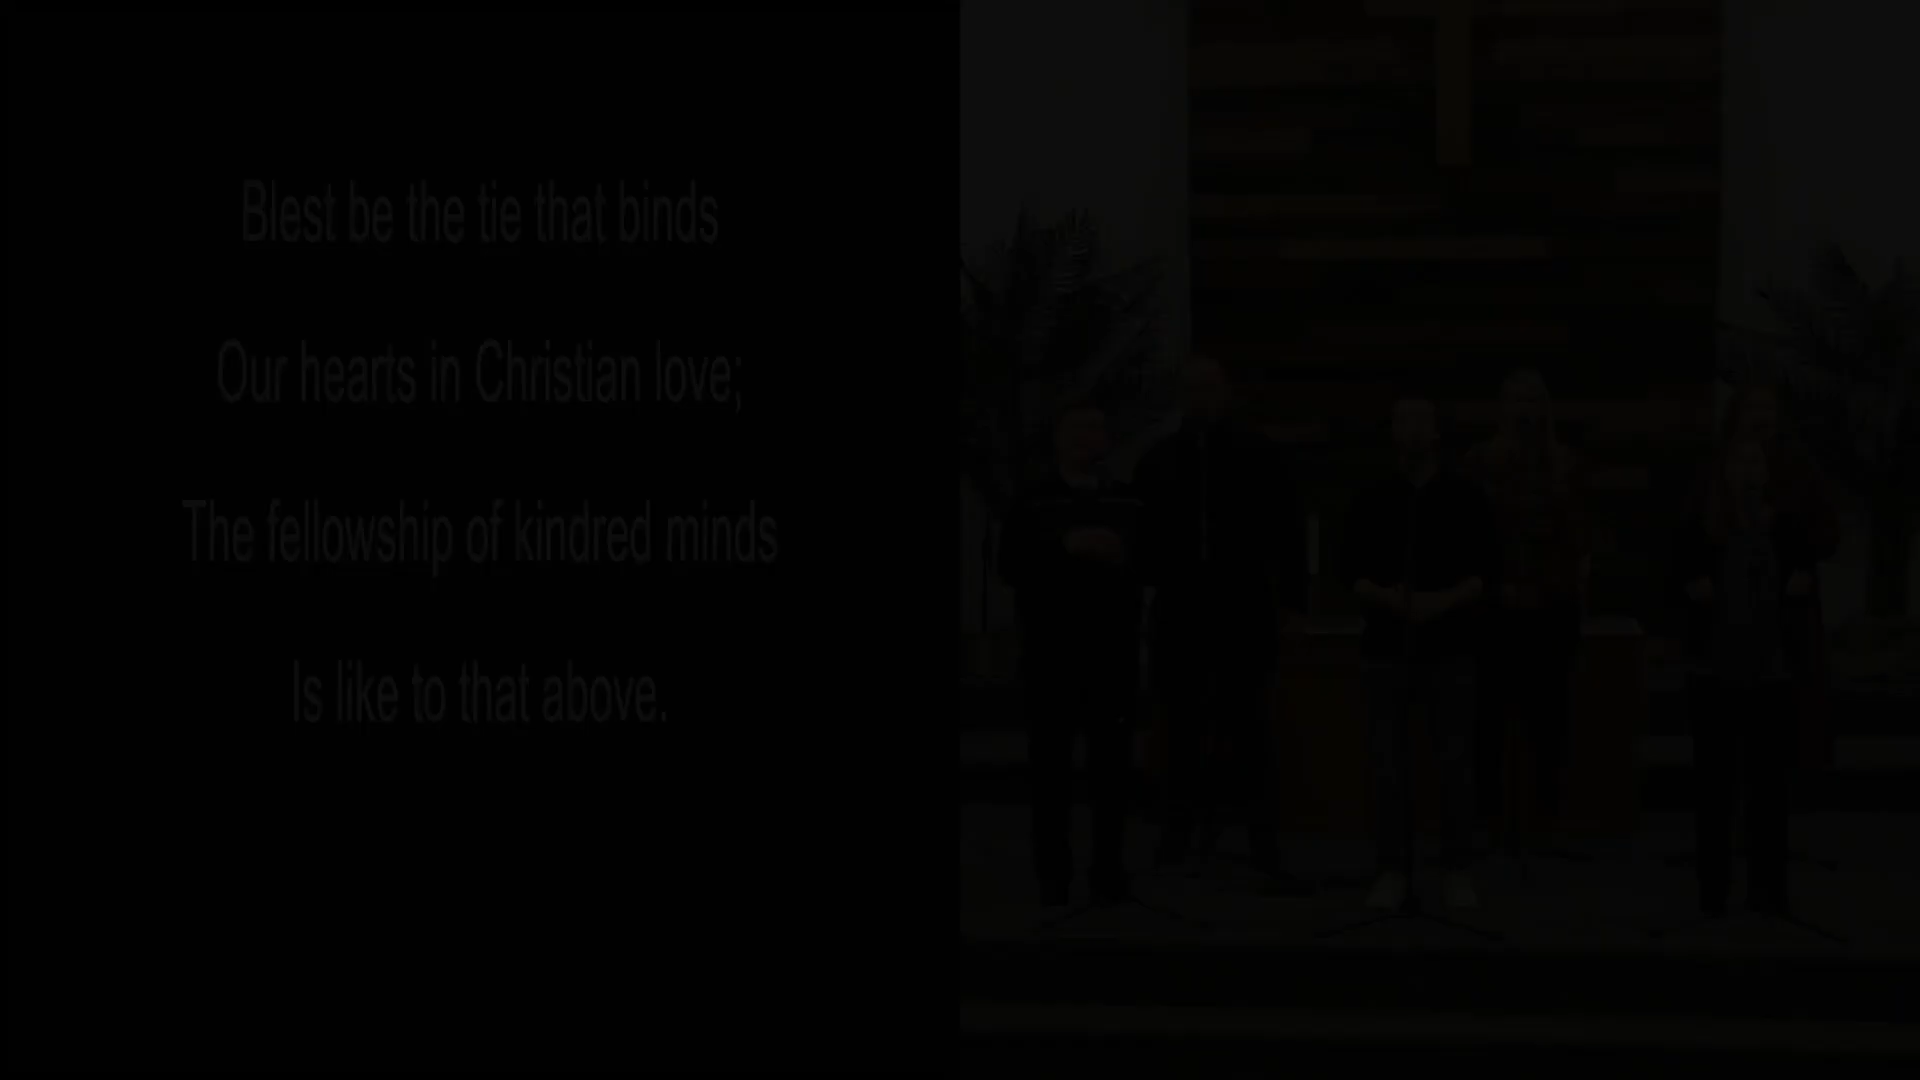 Blest be the tie that binds
Our hearts in Christian love;
The fellowship of kindred minds
Is like to that above.